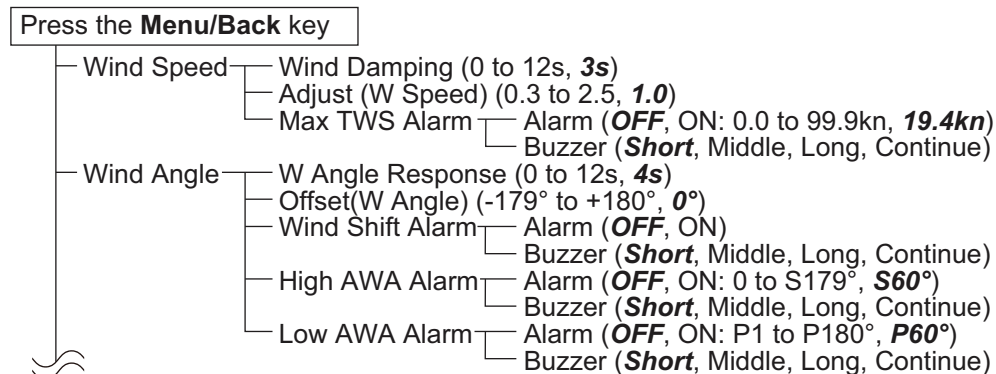 Press the Menu/Back key
Wind Speed Wind Damping (0 to 12s, 3s)
Adjust (W Speed) (0.3 to 2.5, 1.0)
Max TWS Alarm Alarm (OFF, ON: 0.0 to 99.9kn, 19.4kn)
Buzzer (Short, Middle, Long, Continue)
Wind Angle W Angle Response (0 to 12s, 4s)
Offset(W Angle) (-179° to +180°, 0°)
Wind Shift Alarm Alarm (OFF, ON)
Buzzer (Short, Middle, Long, Continue)
High AWA Alarm Alarm (OFF, ON: 0 to S179°, S60°)
Buzzer (Short, Middle, Long, Continue)
Low AWA Alarm Alarm (OFF, ON: P1 to P180°, P60°)
Buzzer (Short, Middle, Long, Continue)